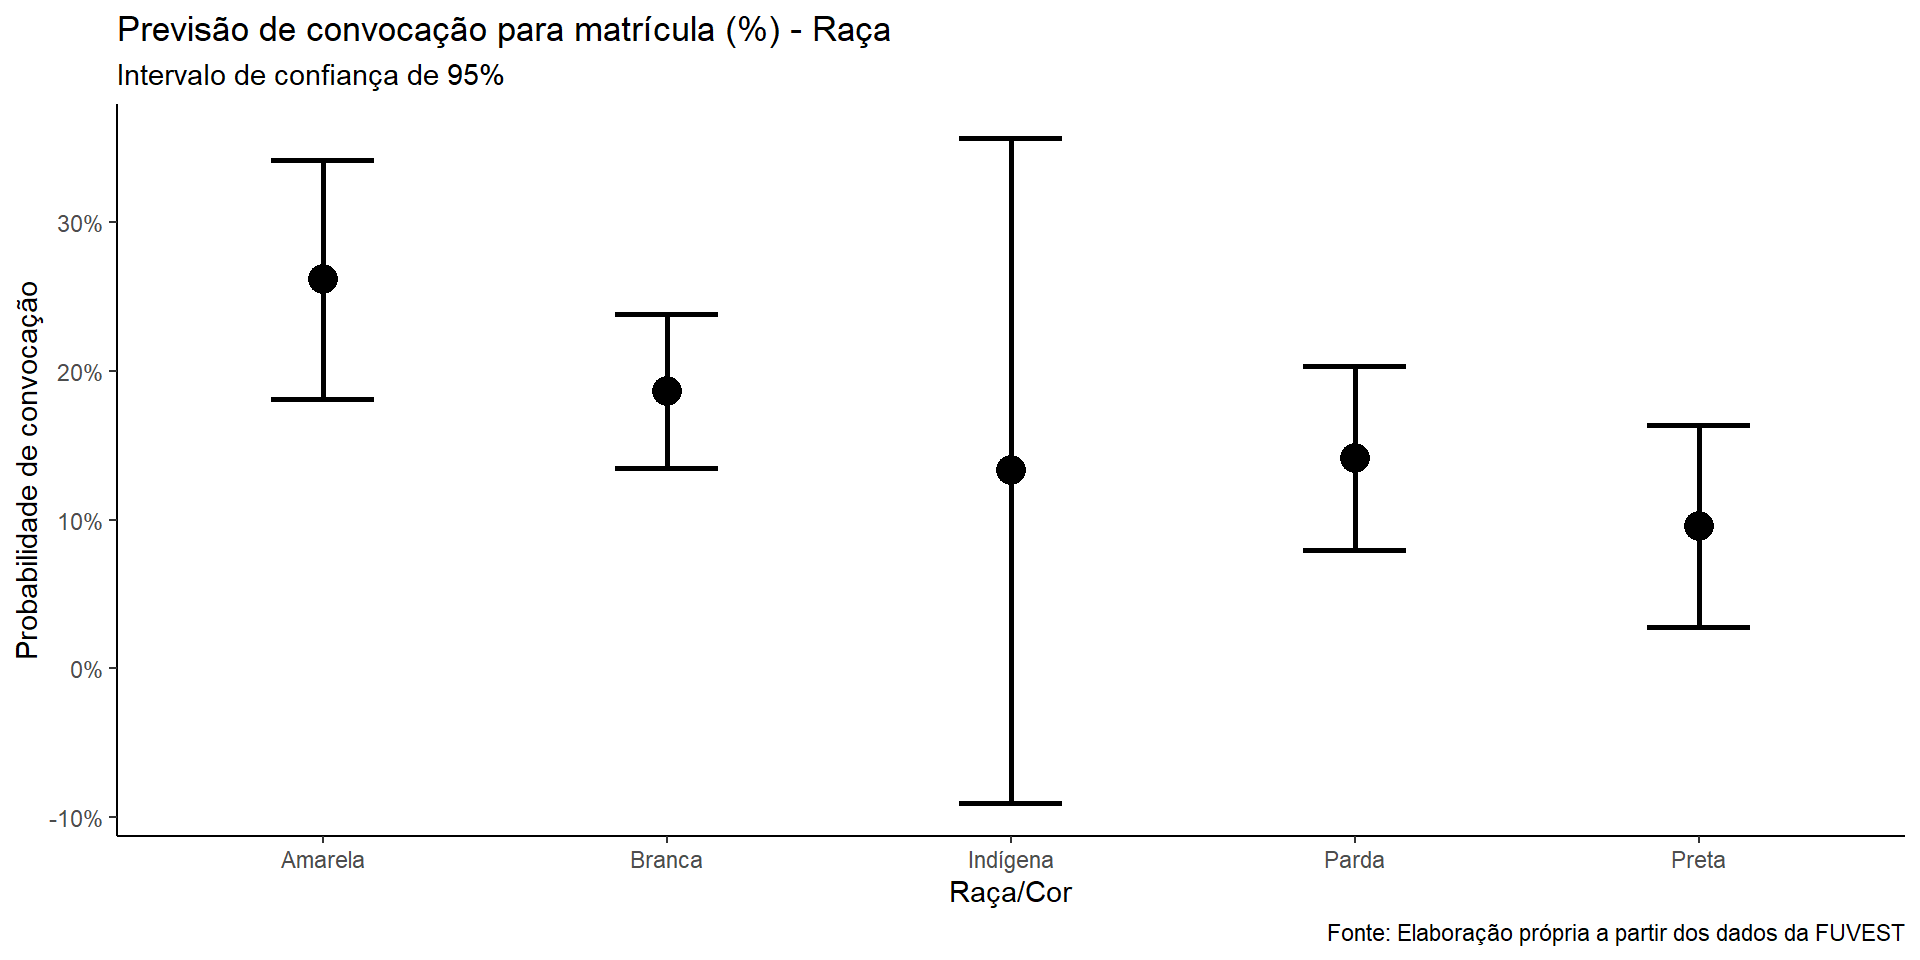 Previsão de convocação para matrícula (%) - Raça
Intervalo de confiança de 95%
Probabilidade de convocação
30%
20%
10%
0%
-10%
Amarela
Branca
Indígena
Parda
Preta
Raça/Cor
Fonte: Elaboração própria a partir dos dados da FUVEST